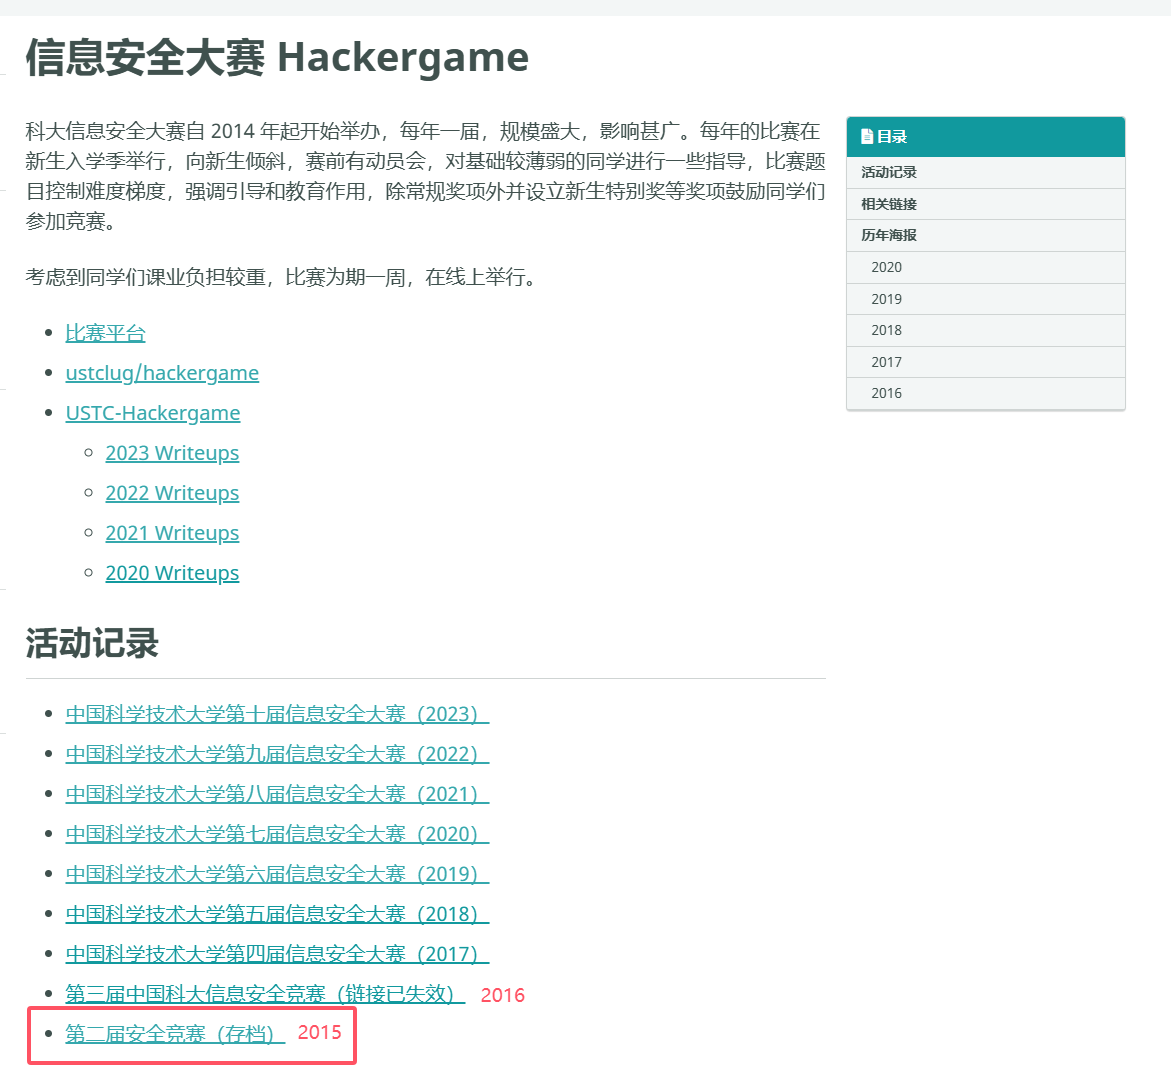 信息安全大赛 Hackergame
科大信息安全大赛自 2014 年起开始举办，每年一届，规模盛大，影响甚广。每年的比赛在
新生入学季举行，向新生倾斜，赛前有动员会，对基础较薄弱的同学进行一些指导，比赛题
目控制难度梯度，强调引导和教育作用，除常规奖项外并设立新生特别奖等奖项鼓励同学们
参加竞赛。
考虑到同学们课业负担较重，比赛为期一周，在线上举行。
比赛平台
ustclug/hackergame
USTC-Hackergame
2023 Writeups
2022 Writeups
2021 Writeups
2020 Writeups
目录
活动记录
相关链接
历年海报
2020
2019
2018
2017
2016
活动记录
中国科学技术大学第十届信息安全大赛（2023）
中国科学技术大学第九届信息安全大赛（2022）
中国科学技术大学第八届信息安全大赛（2021）
中国科学技术大学第七届信息安全大赛（2020）
中国科学技术大学第六届信息安全大赛（2019）
中国科学技术大学第五届信息安全大赛（2018）
中国科学技术大学第四届信息安全大赛（2017）
第三届中国科大信息安全竞赛（链接已失效） 2016
第二届安全竞赛（存档） 2015